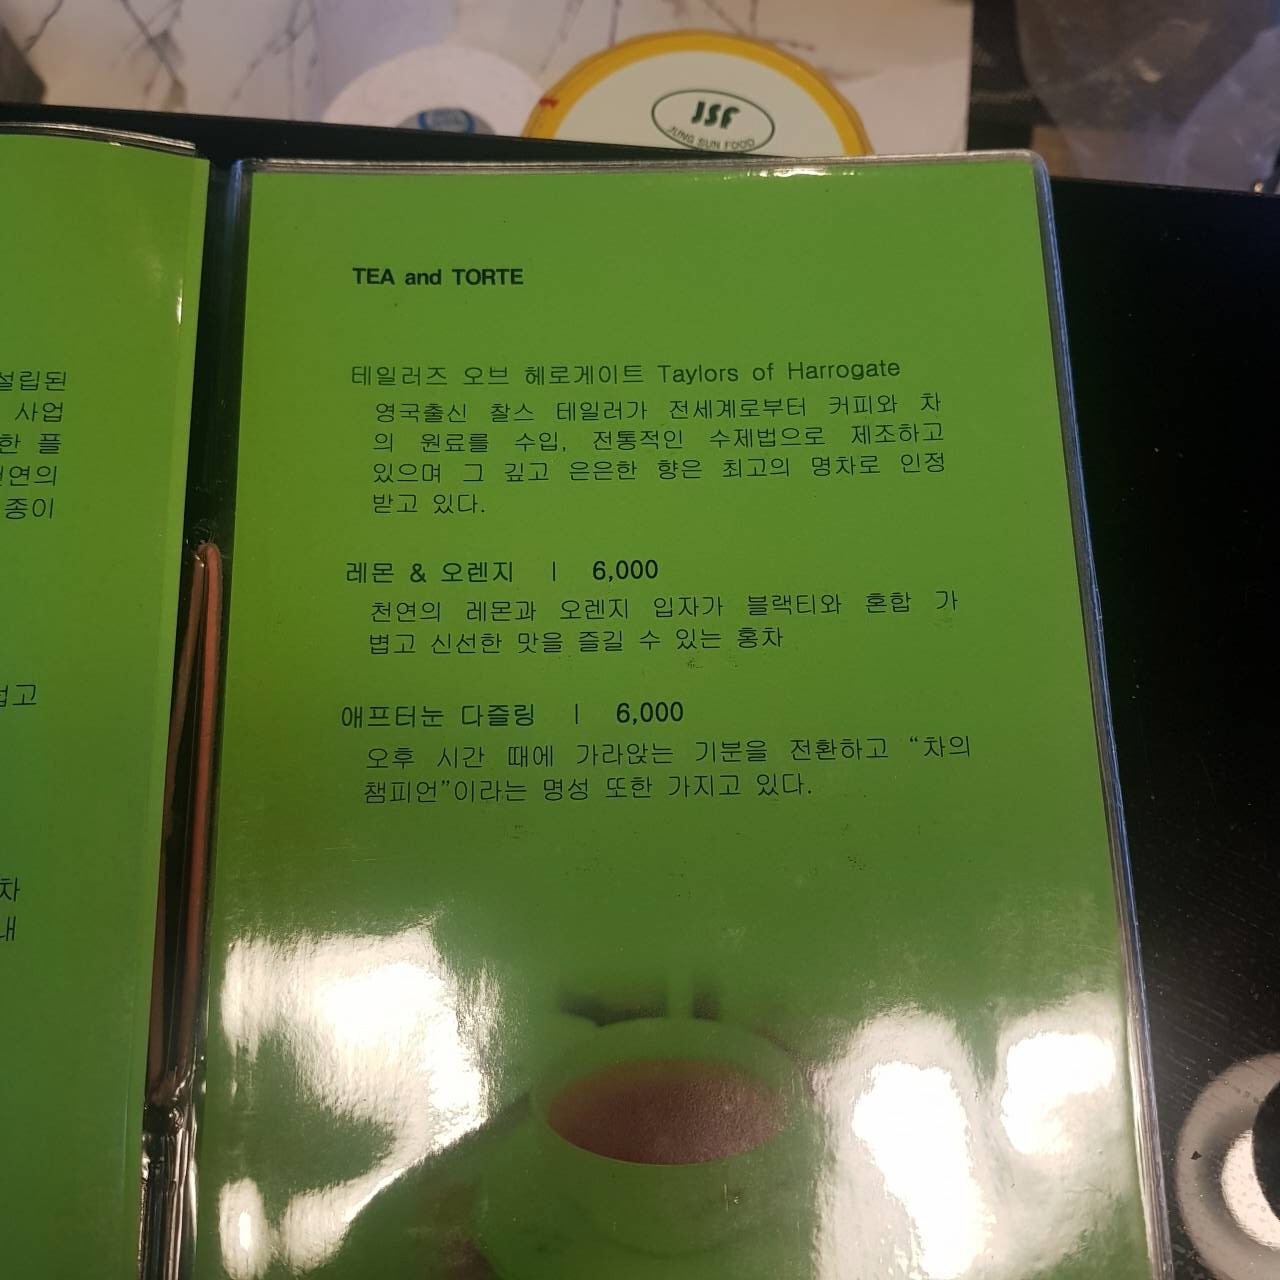 JSF
JUNG SUN FOOD
설립된
사업
한 플
연의
종이
고
차
내
TEA and TORTE
테일러즈 오브 헤로게이트 Taylors of Harrogate
영국출신 찰스 테일러가 전세계로부터 커피와 차
의 원료를 수입, 전통적인 수제법으로 제조하고
있으며 그 깊고 은은한 향은 최고의 명차로 인정
받고 있다.
레몬 & 오렌지 | 6,000
천연의 레몬과 오렌지 입자가 블랙티와 혼합 가
볍고 신선한 맛을 즐길 수 있는 홍차
애프터눈 다즐링 | 6,000
오후 시간 때에 가라앉는 기분을 전환하고 “차의
챔피언”이라는 명성 또한 가지고 있다.